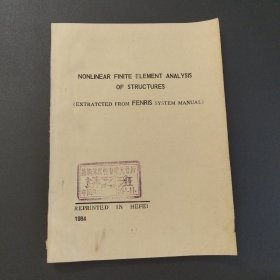 NONLINEAR FINITE ELEMENT ANALYSIS
OF STRUCTURES
(EXTRATCTED FROM FENRIS SYSTEM MANUAL)
REPRINTED IN HEFEI
1984